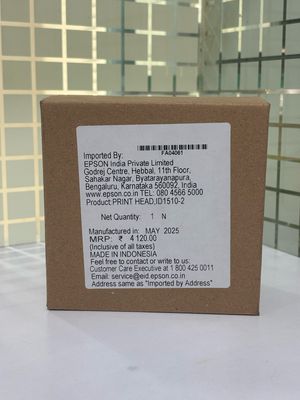 FA04061
Imported By:
EPSON India Private Limited
Godrej Centre, Hebbal, 11th Floor,
Sahakar Nagar, Byatarayanapura,
Bengaluru, Karnataka 560092, India
www.epson.co.in TEL: 080 4566 5000
Product:PRINT HEAD,ID1510-2
Net Quantity: 1 N
Manufactured in: MAY 2025
MRP: ₹ 4120.00
(Inclusive of all taxes)
MADE IN INDONESIA
Feel free to contact or write to us:
Customer Care Executive at 1 800 425 0011
Email: service@eid.epson.co.in
Address same as "Imported by Address"